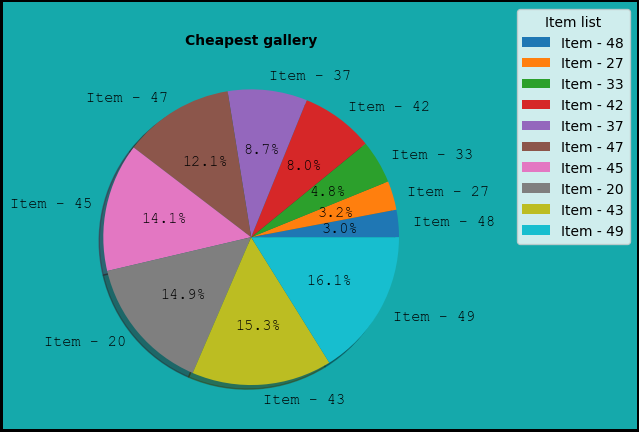 Cheapest gallery
Item list
Item - 48
Item - 27
Item - 33
Item - 42
Item - 37
Item - 47
Item - 45
Item - 20
Item - 43
Item - 49
Item - 37
Item - 47
Item - 42
Item - 33
Item - 27
Item - 48
Item - 45
Item - 49
Item - 20
Item - 43
8.7%
12.1%
8.0%
4.8%
3.2%
3.0%
14.1%
16.1%
14.9%
15.3%